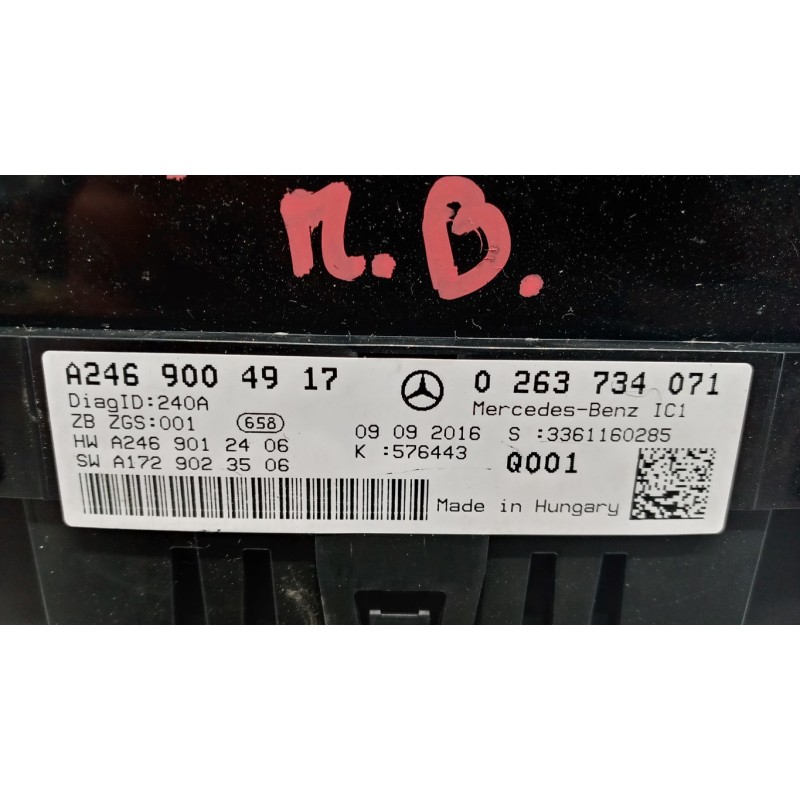 M.B.
A246 900 49 17
0 263 734 071
DiagID:240A
Mercedes-Benz IC1
ZB ZGS:001
658
09 09 2016
S :3361160285
HW A246 901 24 06
K :576443
Q001
SW A172 902 35 06
Made in Hungary